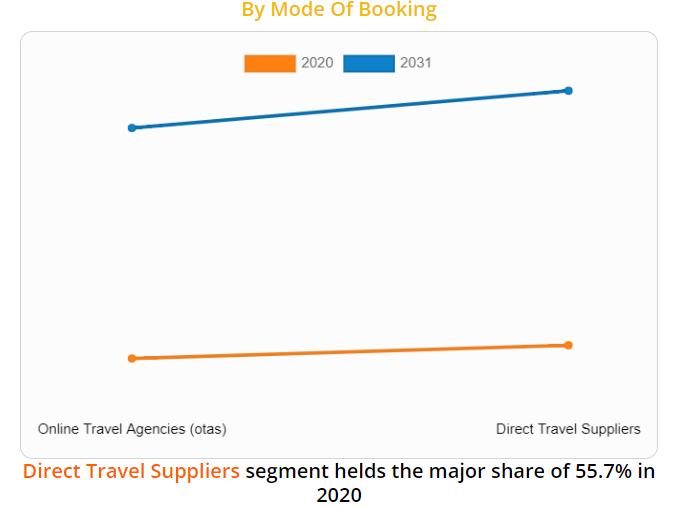 By Mode Of Booking
2020 2031
Online Travel Agencies (otas) Direct Travel Suppliers
Direct Travel Suppliers segment helds the major share of 55.7% in
2020